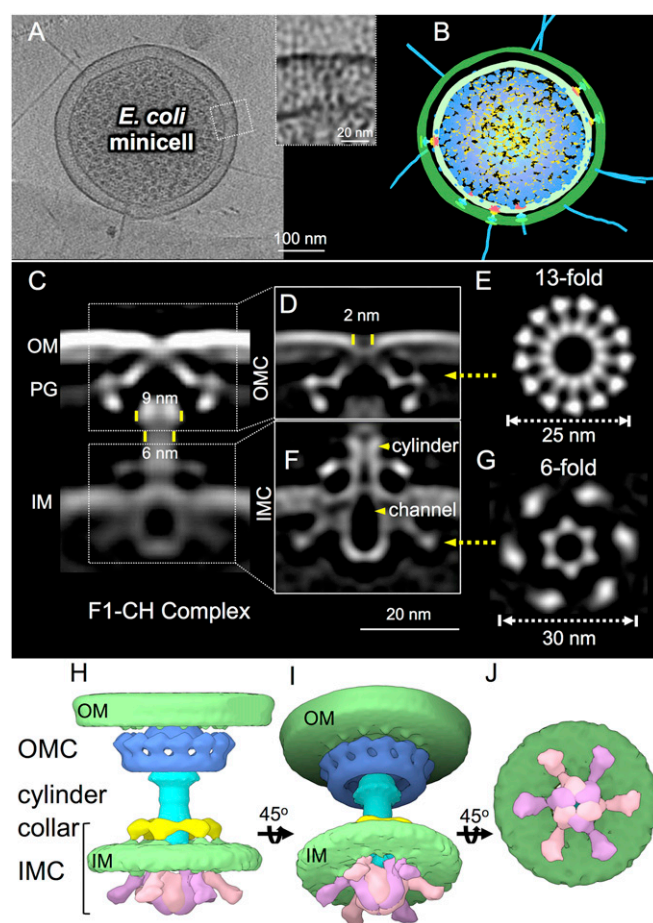 A
E. coli
minicell
20 nm
100 nm
B
C
OM
PG
9 nm
6 nm
IM
F1-CH Complex
D
2 nm
OMC
E
13-fold
25 nm
F
cylinder
channel
IMC
20 nm
G
6-fold
30 nm
H
OM
OMC
cylinder
collar
IMC
IM
45º
I
OM
IM
45º
J